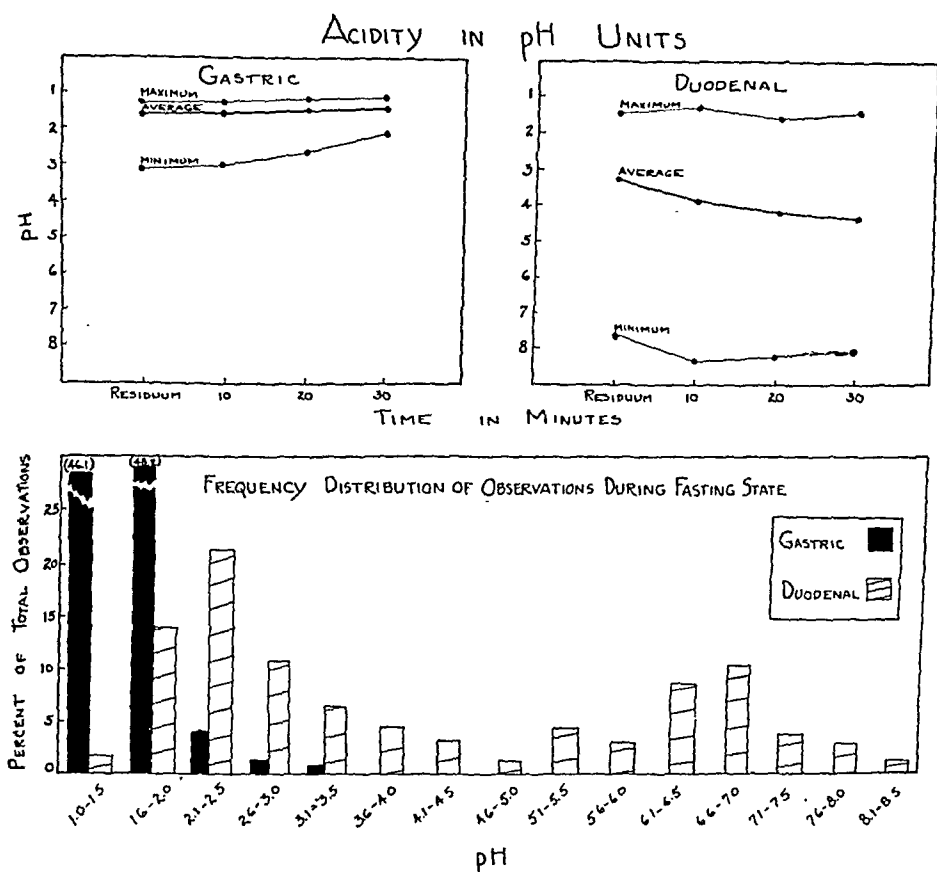 ACIDITY IN pH UNITS
GASTRIC
MAXIMUM
AVERAGE
MINIMUM
pH
1
2
3
4
5
6
7
8
RESIDUUM 10 20 30
DUODENAL
MAXIMUM
AVERAGE
MINIMUM
1
2
3
4
5
6
7
8
RESIDUUM 10 20 30
TIME IN MINUTES
FREQUENCY DISTRIBUTION OF OBSERVATIONS DURING FASTING STATE
PERCENT OF TOTAL OBSERVATIONS
(46.1)
25
20
15
10
5
0
GASTRIC
DUODENAL
1.0-1.5 1.6-2.0 2.1-2.5 2.6-3.0 3.1-3.5 3.6-4.0 4.1-4.5 4.6-5.0 5.1-5.5 5.6-6.0 6.1-6.5 6.6-7.0 7.1-7.5 7.6-8.0 8.1-8.5
pH